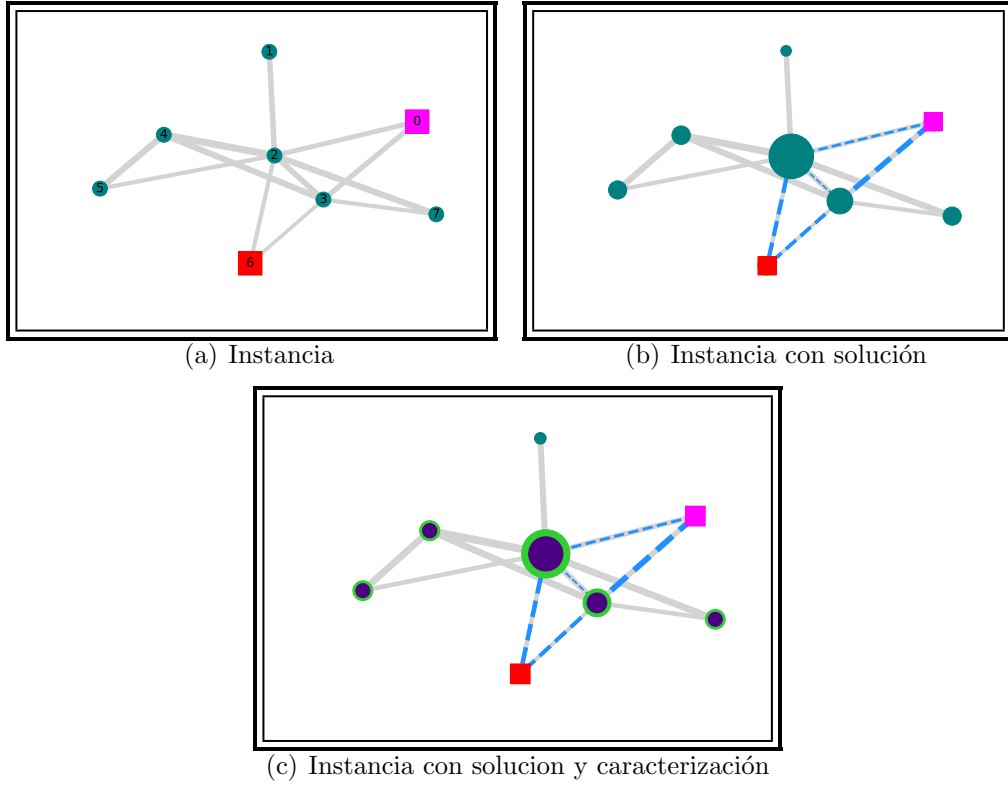 1
0
4
2
5
3
7
6
(a) Instancia
(b) Instancia con solución
(c) Instancia con solucion y caracterización